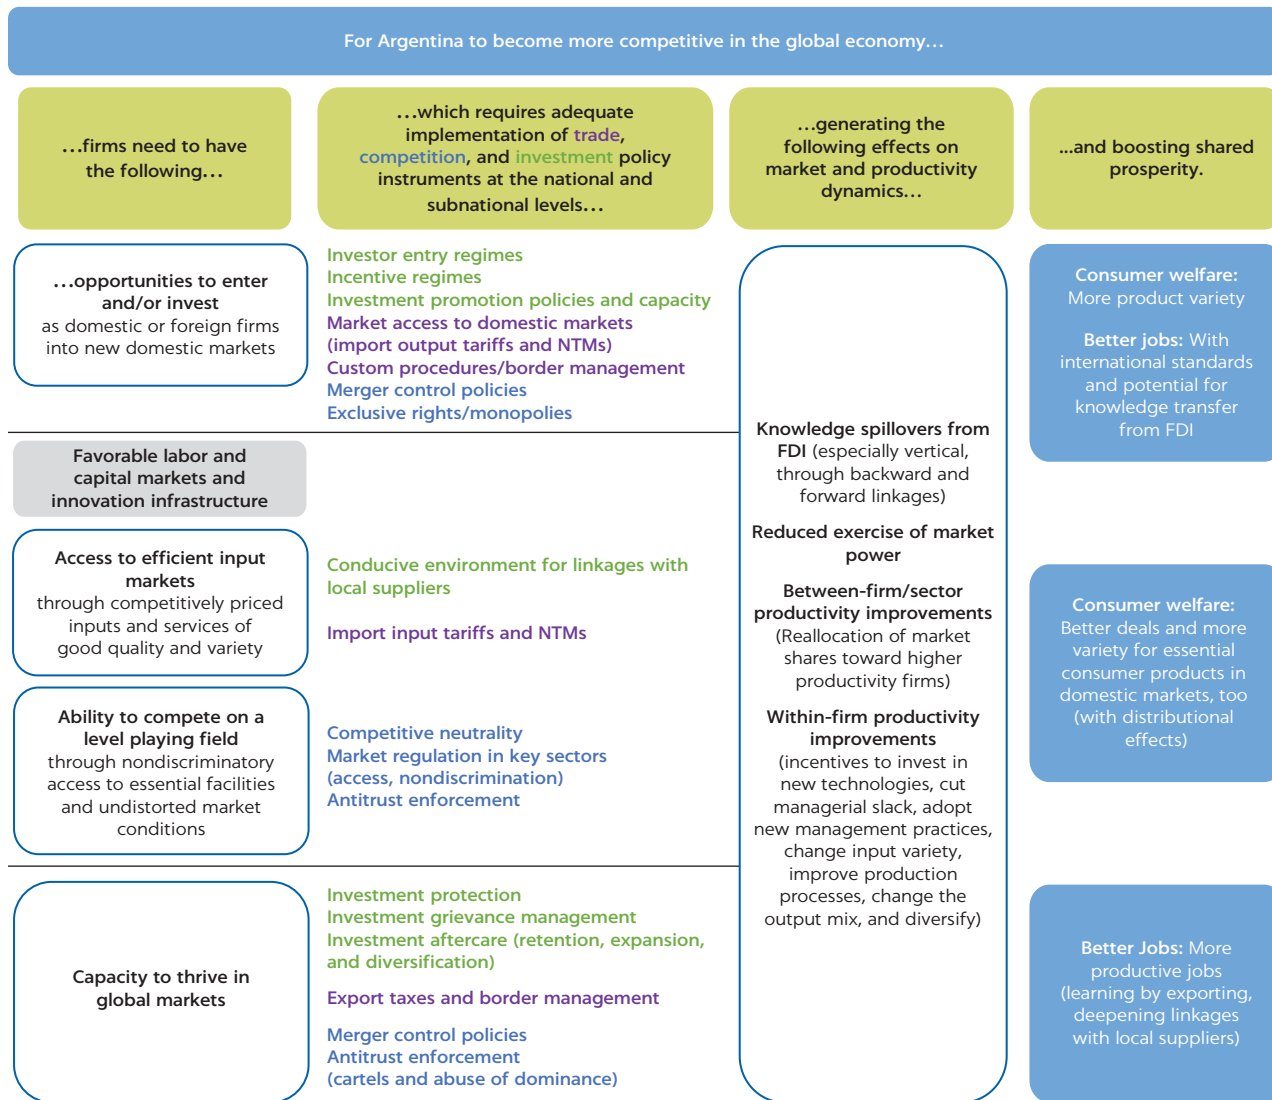 For Argentina to become more competitive in the global economy…
…firms need to have
the following…
…which requires adequate
implementation of trade,
competition, and investment policy
instruments at the national and
subnational levels…
…generating the
following effects on
market and productivity
dynamics…
...and boosting shared
prosperity.
…opportunities to enter
and/or invest
as domestic or foreign firms
into new domestic markets
Investor entry regimes
Incentive regimes
Investment promotion policies and capacity
Market access to domestic markets
(import output tariffs and NTMs)
Custom procedures/border management
Merger control policies
Exclusive rights/monopolies
Favorable labor and
capital markets and
innovation infrastructure
Access to efficient input
markets
through competitively priced
inputs and services of
good quality and variety
Conducive environment for linkages with
local suppliers
Import input tariffs and NTMs
Ability to compete on a
level playing field
through nondiscriminatory
access to essential facilities
and undistorted market
conditions
Competitive neutrality
Market regulation in key sectors
(access, nondiscrimination)
Antitrust enforcement
Capacity to thrive in
global markets
Investment protection
Investment grievance management
Investment aftercare (retention, expansion,
and diversification)
Export taxes and border management
Merger control policies
Antitrust enforcement
(cartels and abuse of dominance)
Knowledge spillovers from
FDI (especially vertical,
through backward and
forward linkages)
Reduced exercise of market
power
Between-firm/sector
productivity improvements
(Reallocation of market
shares toward higher
productivity firms)
Within-firm productivity
improvements
(incentives to invest in
new technologies, cut
managerial slack, adopt
new management practices,
change input variety,
improve production
processes, change the
output mix, and diversify)
Consumer welfare:
More product variety
Better jobs: With
international standards
and potential for
knowledge transfer
from FDI
Consumer welfare:
Better deals and more
variety for essential
consumer products in
domestic markets, too
(with distributional
effects)
Better Jobs: More
productive jobs
(learning by exporting,
deepening linkages
with local suppliers)